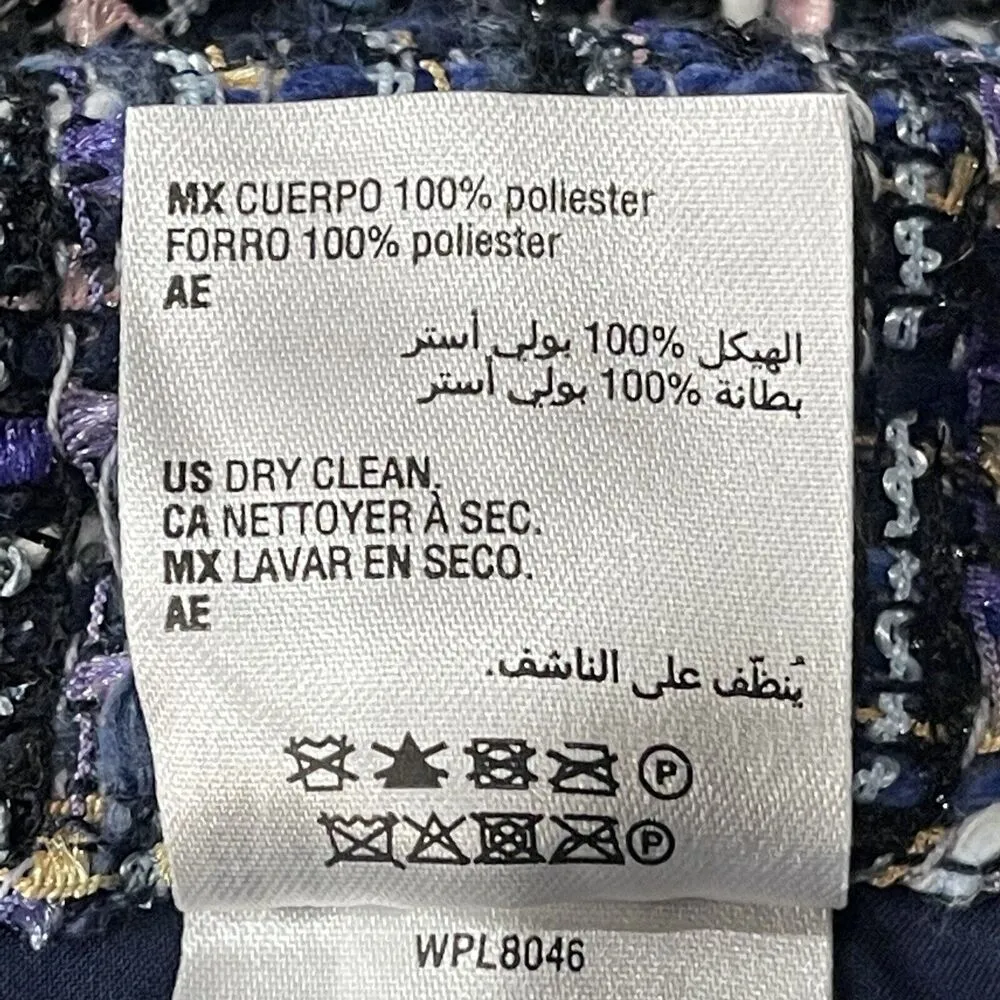 MX CUERPO 100% poliester
FORRO 100% poliester
AE
الهيكل 100% بولي أستر
بطانة 100% بولي أستر
US DRY CLEAN.
CA NETTOYER À SEC.
MX LAVAR EN SECO.
AE
يُنظّف على الناشف.
P
P
WPL8046